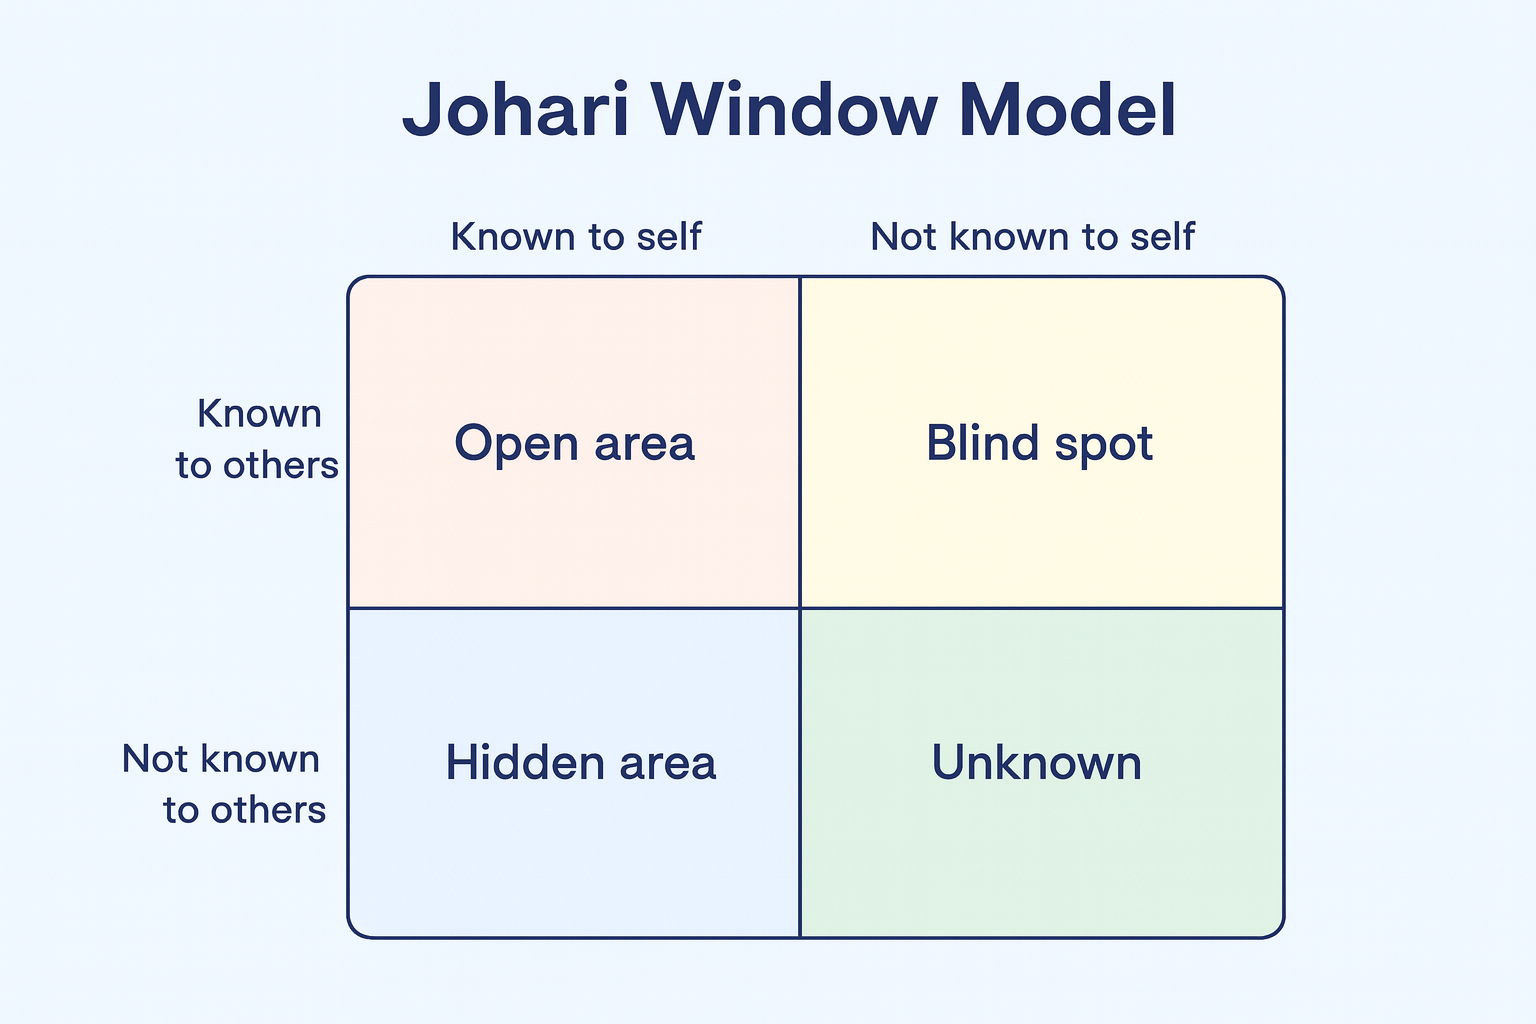 Johari Window Model
Known to self
Not known to self
Known
to others
Open area
Blind spot
Not known
to others
Hidden area
Unknown